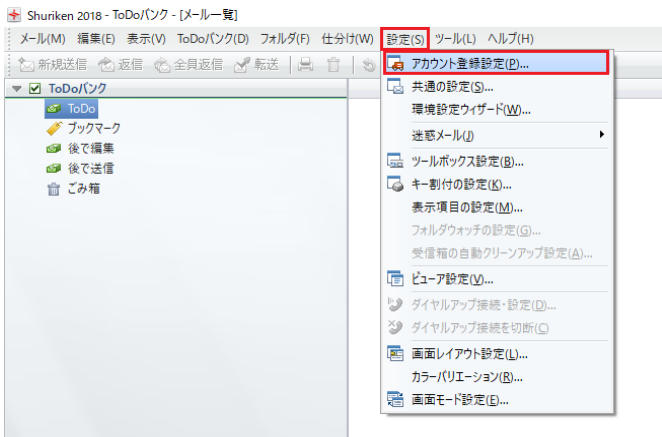 Shuriken 2018 - ToDoバンク - [メール一覧]
メール(M) 編集(E) 表示(V) ToDoバンク(D) フォルダ(F) 仕分け(W) 設定(S) ツール(L) ヘルプ(H)
新規送信 返信 全員返信 転送
ToDoバンク
ToDo
ブックマーク
後で編集
後で送信
ごみ箱
アカウント登録設定(P)...
共通の設定(S)...
環境設定ウィザード(W)...
迷惑メール(J)
ツールボックス設定(B)...
キー割付の設定(K)...
表示項目の設定(M)...
フォルダウォッチの設定(G)...
受信箱の自動クリーンアップ設定(A)...
ビューア設定(V)...
ダイヤルアップ接続・設定(D)...
ダイヤルアップ接続を切断(C)
画面レイアウト設定(L)...
カラーバリエーション(R)...
画面モード設定(E)...